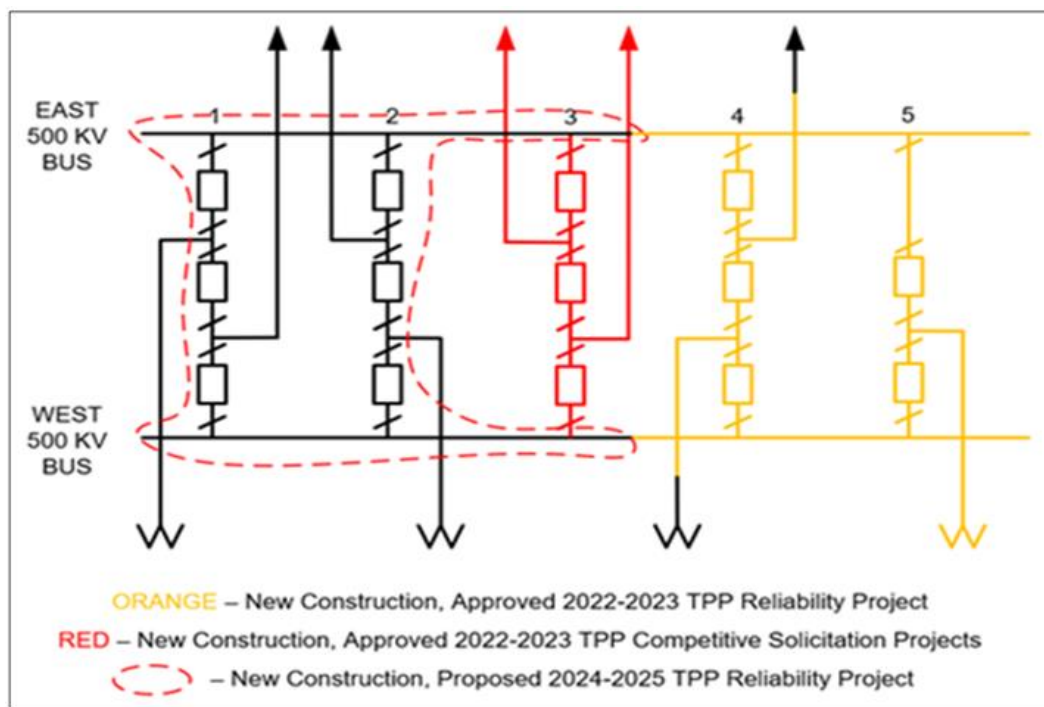 EAST
500 KV
BUS
1
2
3
4
5
WEST
500 KV
BUS
ORANGE – New Construction, Approved 2022-2023 TPP Reliability Project
RED – New Construction, Approved 2022-2023 TPP Competitive Solicitation Projects
– New Construction, Proposed 2024-2025 TPP Reliability Project